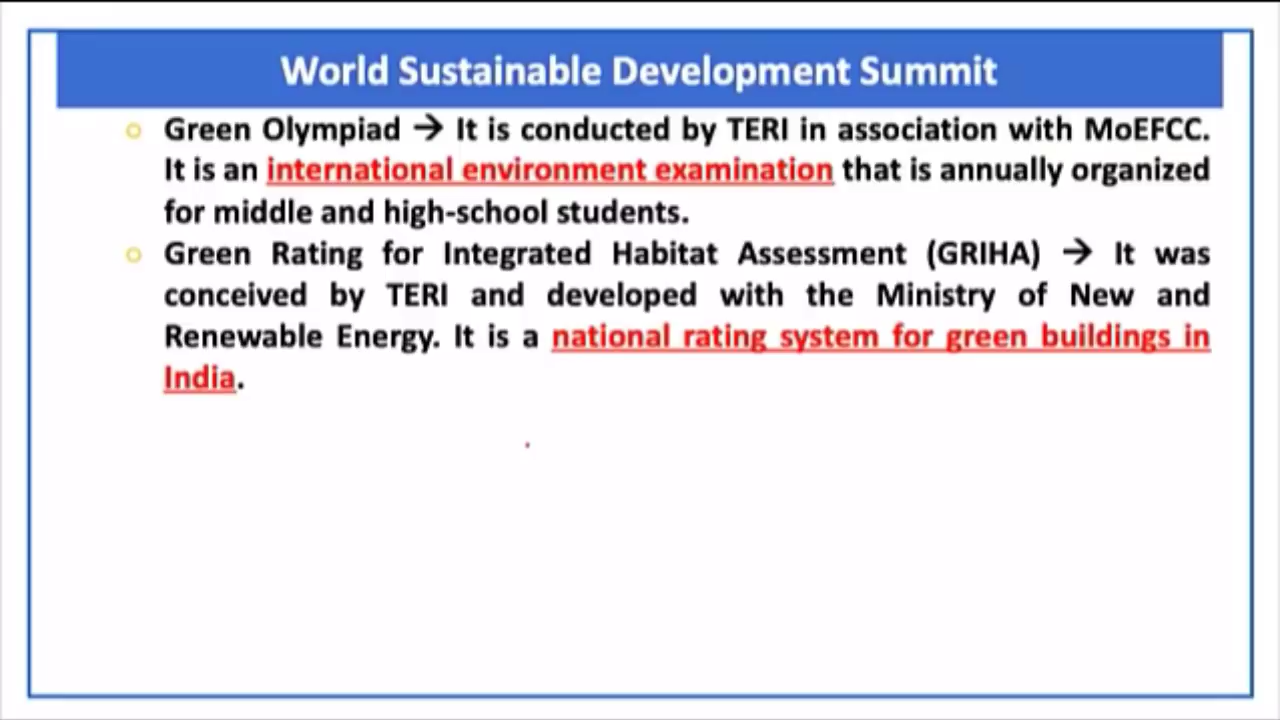 World Sustainable Development Summit
○ Green Olympiad → It is conducted by TERI in association with MoEFCC.
It is an international environment examination that is annually organized
for middle and high-school students.
○ Green Rating for Integrated Habitat Assessment (GRIHA) → It was
conceived by TERI and developed with the Ministry of New and
Renewable Energy. It is a national rating system for green buildings in
India.